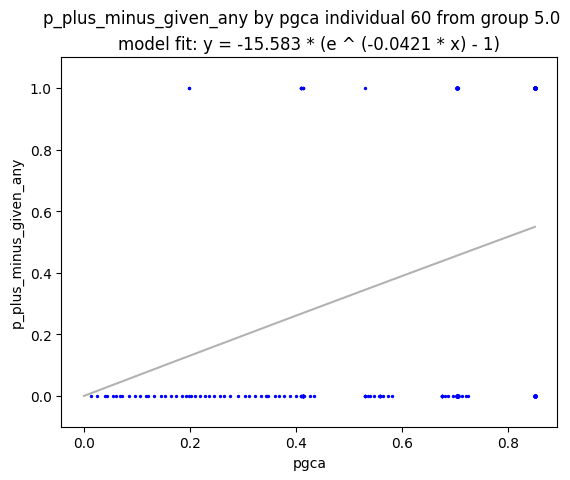 p_plus_minus_given_any by pgca individual 60 from group 5.0
model fit: y = -15.583 * (e ^ (-0.0421 * x) - 1)
p_plus_minus_given_any
1.0
0.8
0.6
0.4
0.2
0.0
0.0 0.2 0.4 0.6 0.8
pgca